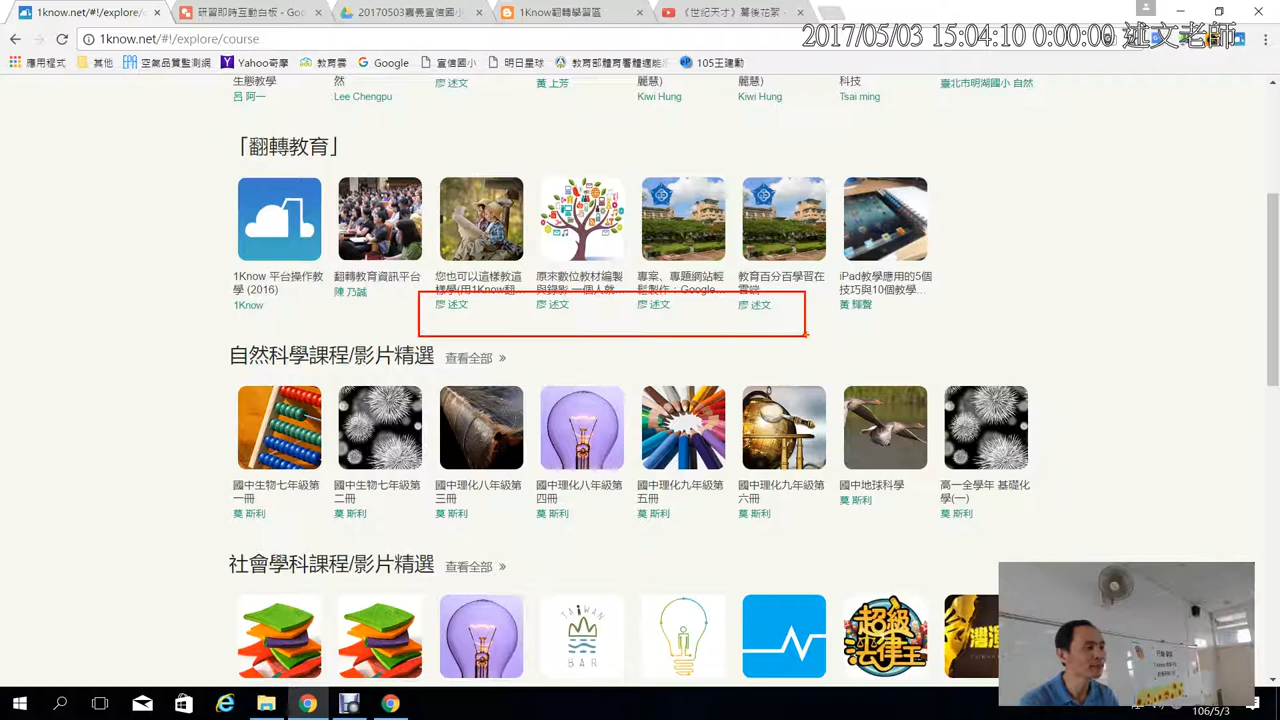 1Know.net/#!/explore/c
研習即時互動白板 - Goo
20170503嘉義宣信國小
1Know翻轉學習區
《世紀天才》幕後花絮 -
1know.net/#!/explore/course
2017/05/03 15:04:10 0:00:00 述文老師
應用程式 其他 空氣品質監測網 Yahoo奇摩 教育雲 Google 宣信國小 明日星球 教育部體育署體適能 105王建勳
生態教學 然 廖 述文 黃 上芳 麗慧) 麗慧) 科技 臺北市明湖國小 自然
呂 阿一 Lee Chengpu Kiwi Hung Kiwi Hung Tsai ming
「翻轉教育」
1Know 平台操作教學 (2016)
1Know
翻轉教育資訊平台
陳 乃誠
您也可以這樣教這樣學(用1Know翻...
廖 述文
原來數位教材編製與錄影 一個人就...
廖 述文
專案、專題網站輕鬆製作：Google...
廖 述文
教育百分百學習在雲端
廖 述文
iPad教學應用的5個技巧與10個教學...
黃 輝聲
自然科學課程/影片精選 查看全部 »
國中生物七年級第一冊
莫 斯利
國中生物七年級第二冊
莫 斯利
國中理化八年級第三冊
莫 斯利
國中理化八年級第四冊
莫 斯利
國中理化九年級第五冊
莫 斯利
國中理化九年級第六冊
莫 斯利
國中地球科學
莫 斯利
高一全學年 基礎化學(一)
莫 斯利
社會學科課程/影片精選 查看全部 »
TAIWAN BAR
超級法律王
106/5/3